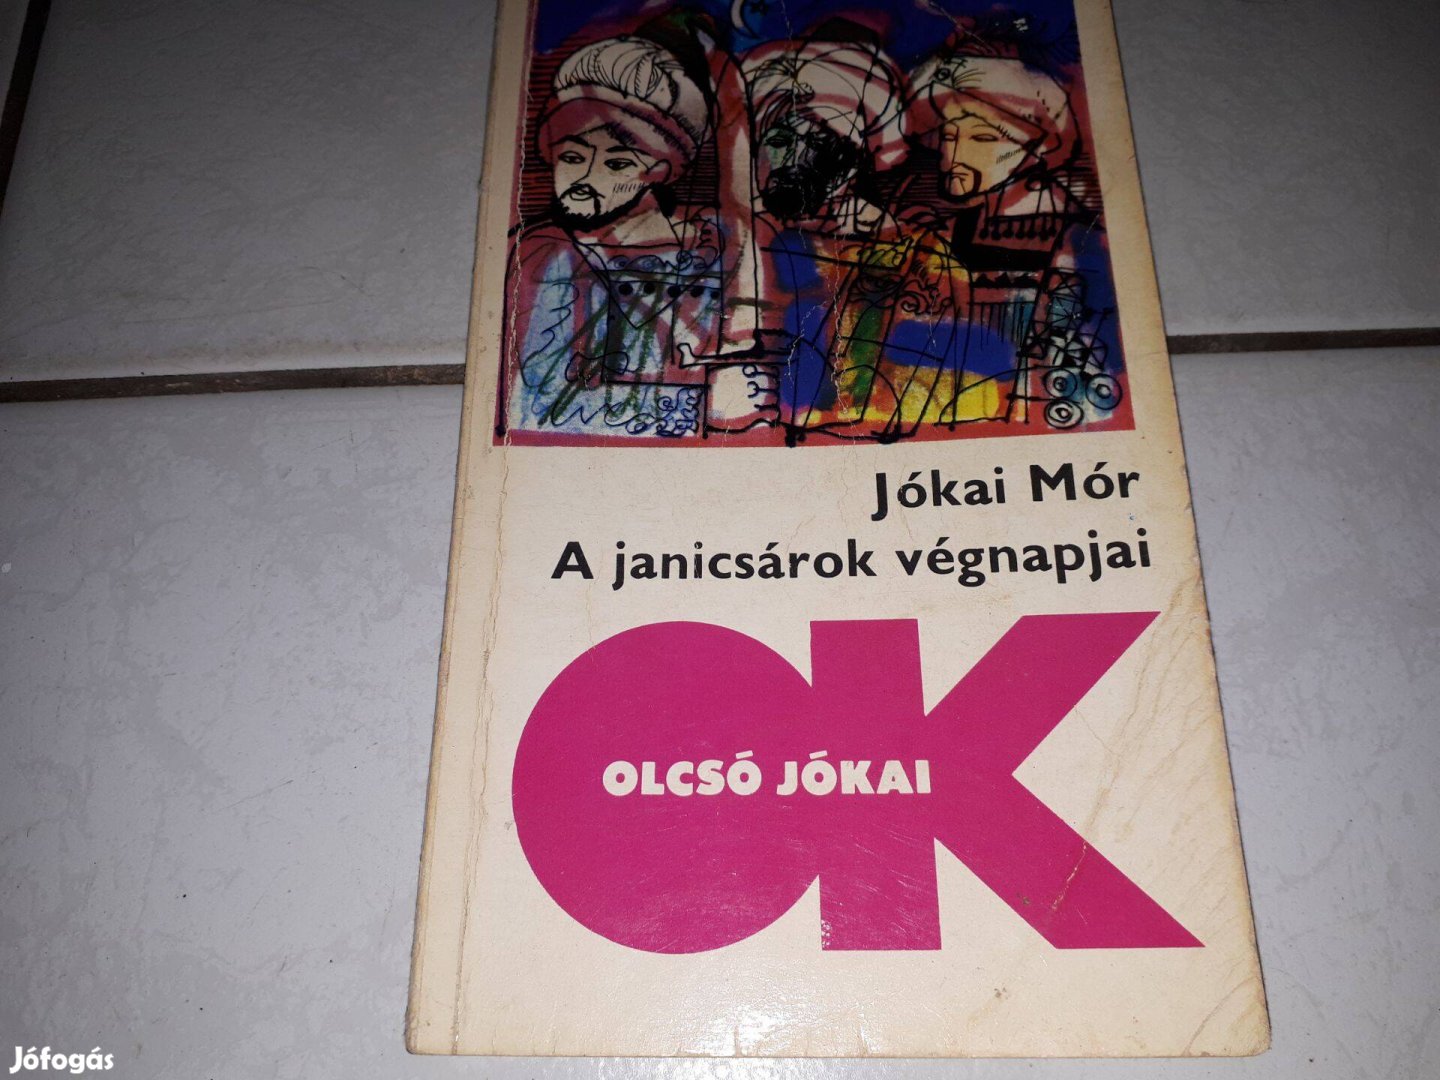 Jókai Mór
A janicsárok végnapjai
OK
OLCSÓ JÓKAI
Jófogás